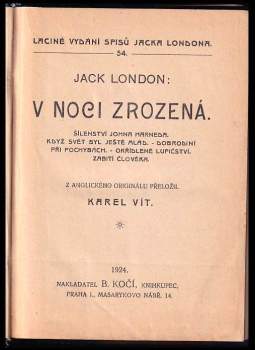 LACINÉ VYDÁNÍ SPISŮ JACKA LONDONA.
54.
JACK LONDON:
V NOCI ZROZENÁ.
ŠÍLENSTVÍ JOHNA HARNEDA.
KDYŽ SVĚT BYL JEŠTĚ MLÁD. - DOBRODINÍ
PŘI POCHYBÁCH. - OKŘÍDLENÉ LUPIČSTVÍ.
ZABITÍ ČLOVĚKA.
Z ANGLICKÉHO ORIGINÁLU PŘELOŽIL
KAREL VÍT.
1924.
NAKLADATEL B. KOČÍ, KNIHKUPEC,
PRAHA I., MASARYKOVO NÁBŘ. 14.